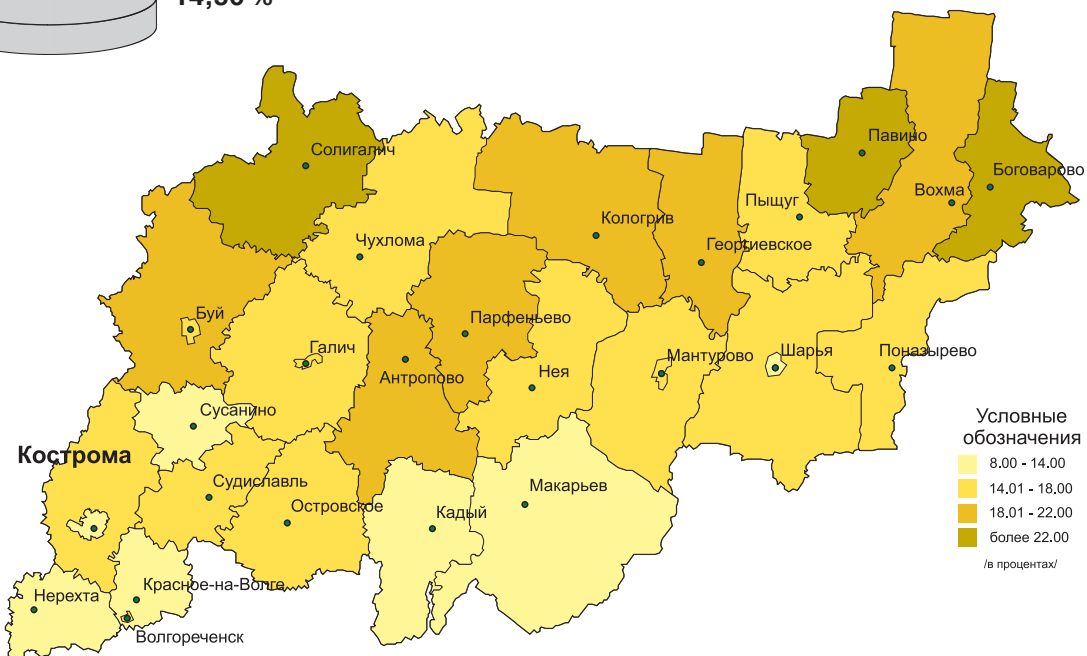 Солигалич
Павино
Боговарово
Вохма
Пыщуг
Кологрив
Чухлома
Георгиевское
Буй
Парфеньево
Галич
Антропово
Нея
Мантурово
Шарья
Поназырево
Сусанино
Кострома
Судиславль
Островское
Кадый
Макарьев
Нерехта
Красное-на-Волге
Волгореченск
Условные
обозначения
8.00 - 14.00
14.01 - 18.00
18.01 - 22.00
более 22.00
/в процентах/